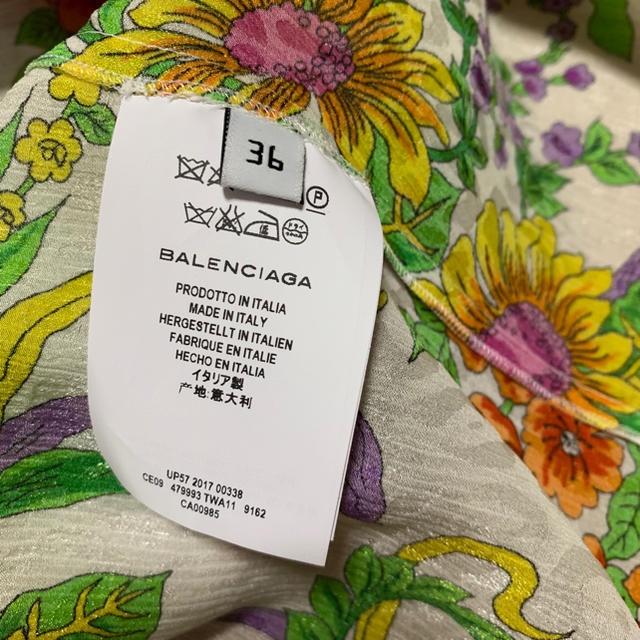 36
P
BALENCIAGA
PRODOTTO IN ITALIA
MADE IN ITALY
HERGESTELLT IN ITALIEN
FABRIQUE EN ITALIE
HECHO EN ITALIA
イタリア製
产地:意大利
UP57 2017 00338
CE09 479993 TWA11 9162
CA00985